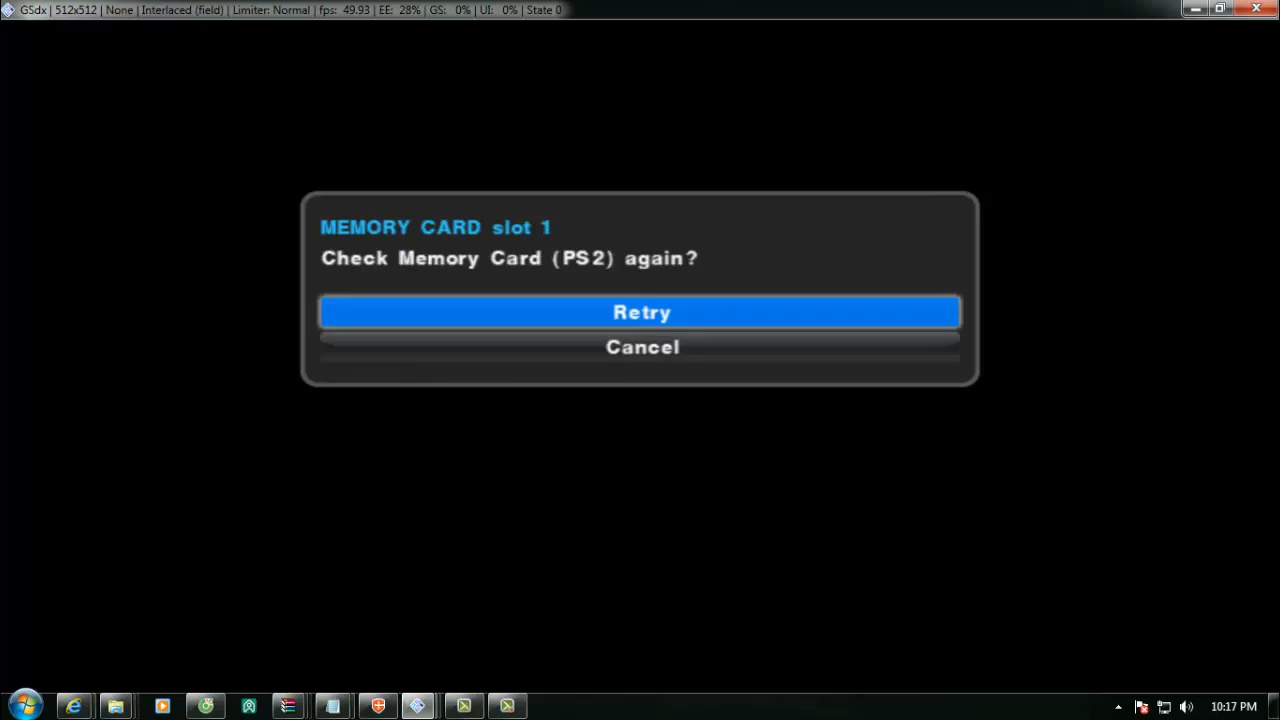 GSdx | 512x512 | None | Interlaced (field) | Limiter: Normal | fps: 49.93 | EE: 28% | GS: 0% | UI: 0% | State 0
MEMORY CARD slot 1
Check Memory Card (PS2) again?
Retry
Cancel
10:17 PM